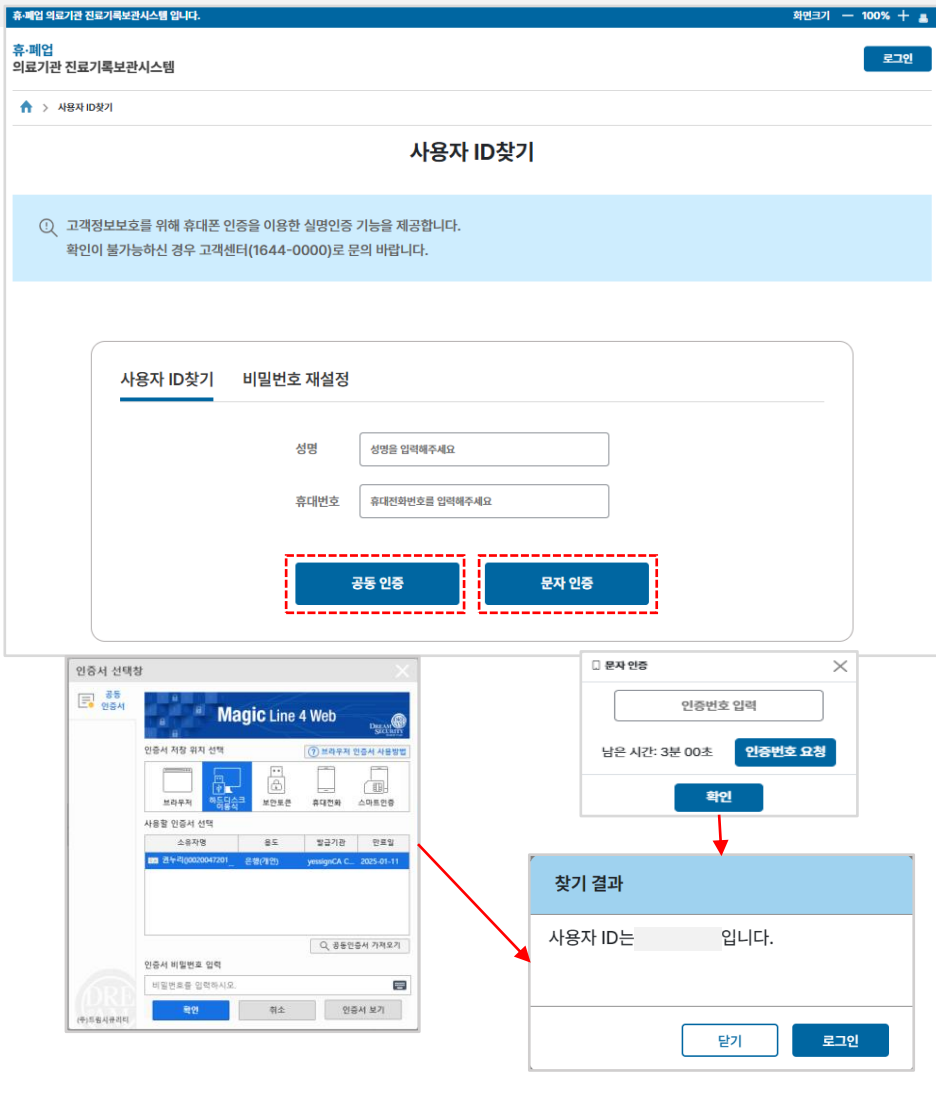 휴·폐업 의료기관 진료기록보관시스템 입니다.
화면크기 — 100% +
휴·폐업
의료기관 진료기록보관시스템
로그인
> 사용자 ID찾기
사용자 ID찾기
고객정보보호를 위해 휴대폰 인증을 이용한 실명인증 기능을 제공합니다.
확인이 불가능하신 경우 고객센터(1644-0000)로 문의 바랍니다.
사용자 ID찾기 비밀번호 재설정
성명 성명을 입력해주세요
휴대번호 휴대전화번호를 입력해주세요
공동 인증 문자 인증
인증서 선택창
공동
인증서
Magic Line 4 Web
DREAM
SECURITY
인증서 저장 위치 선택
? 브라우저 인증서 사용방법
브라우저 하드디스크
이동식 보안토큰 휴대전화 스마트인증
사용할 인증서 선택
소유자명 용도 발급기관 만료일
권누리()0020047201_ 은행(개인) yessignCA C... 2025-01-11
공동인증서 가져오기
인증서 비밀번호 입력
비밀번호를 입력하시오.
확인 취소 인증서 보기
(주)드림시큐리티
문자 인증
인증번호 입력
남은 시간: 3분 00초 인증번호 요청
확인
찾기 결과
사용자 ID는 입니다.
닫기 로그인